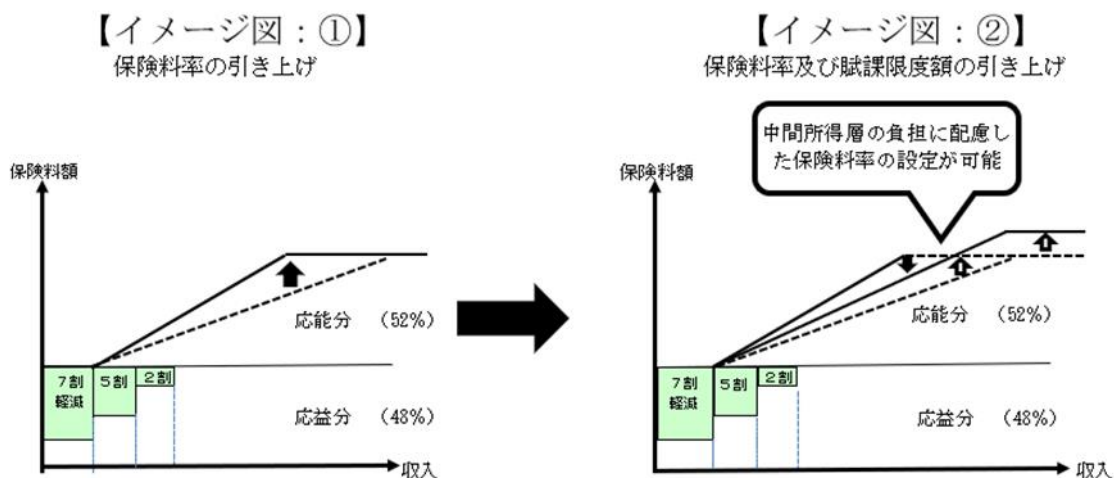 【イメージ図：①】
保険料率の引き上げ
保険料額
応能分　（52%）
7割
軽減
5割
2割
応益分　（48%）
収入
【イメージ図：②】
保険料率及び賦課限度額の引き上げ
中間所得層の負担に配慮し
た保険料率の設定が可能
保険料額
応能分　（52%）
7割
軽減
5割
2割
応益分　（48%）
収入